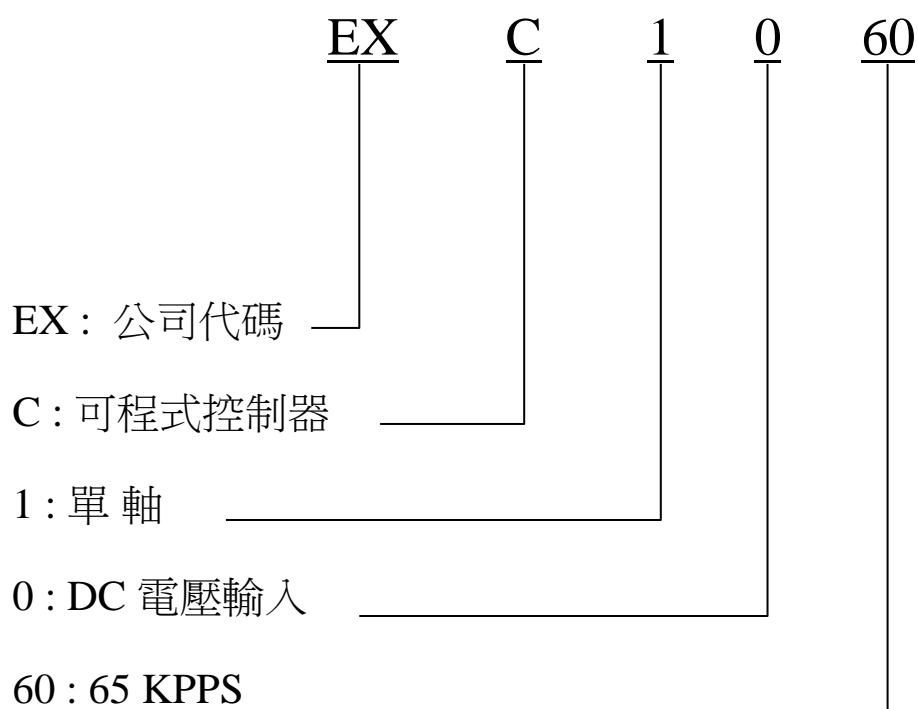 EX C 1 0 60
EX : 公司代碼
C : 可程式控制器
1 : 單 軸
0 : DC 電壓輸入
60 : 65 KPPS